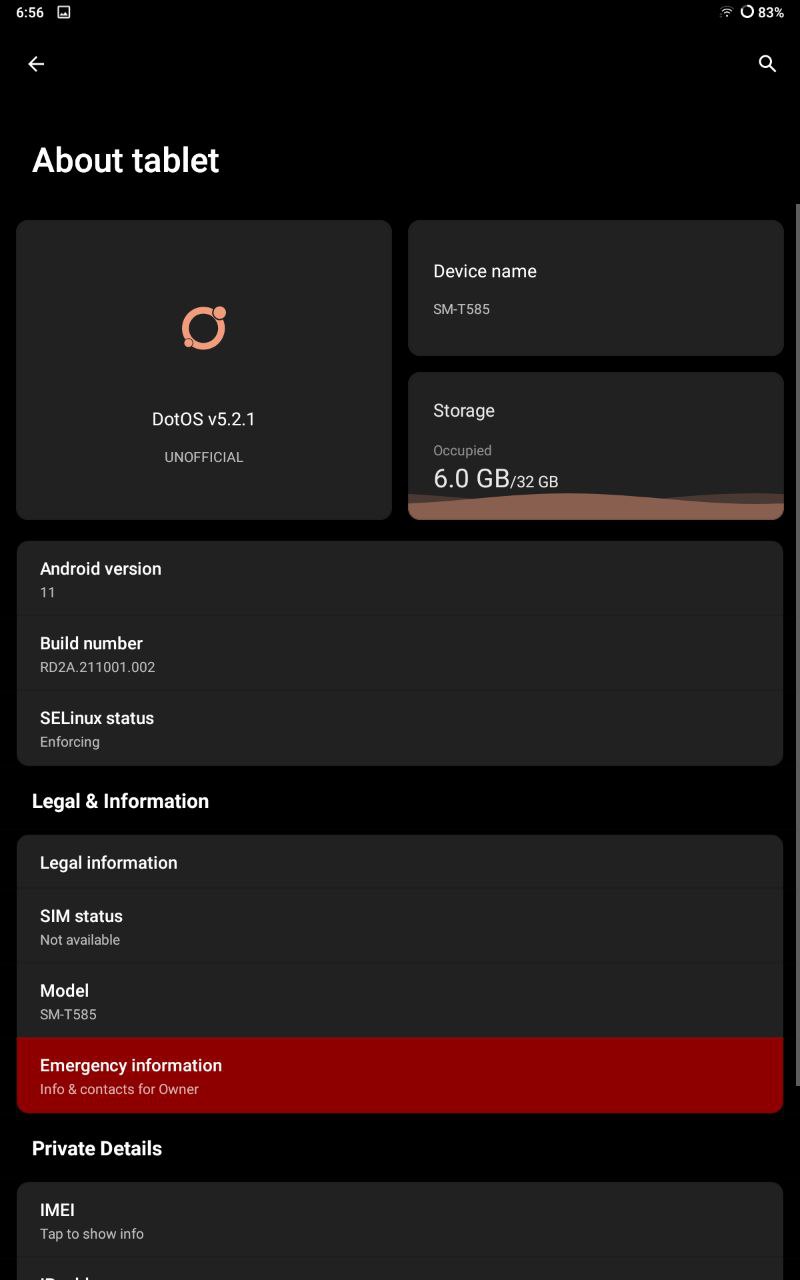 6:56
83%
About tablet
DotOS v5.2.1
UNOFFICIAL
Device name
SM-T585
Storage
Occupied
6.0 GB/32 GB
Android version
11
Build number
RD2A.211001.002
SELinux status
Enforcing
Legal & Information
Legal information
SIM status
Not available
Model
SM-T585
Emergency information
Info & contacts for Owner
Private Details
IMEI
Tap to show info